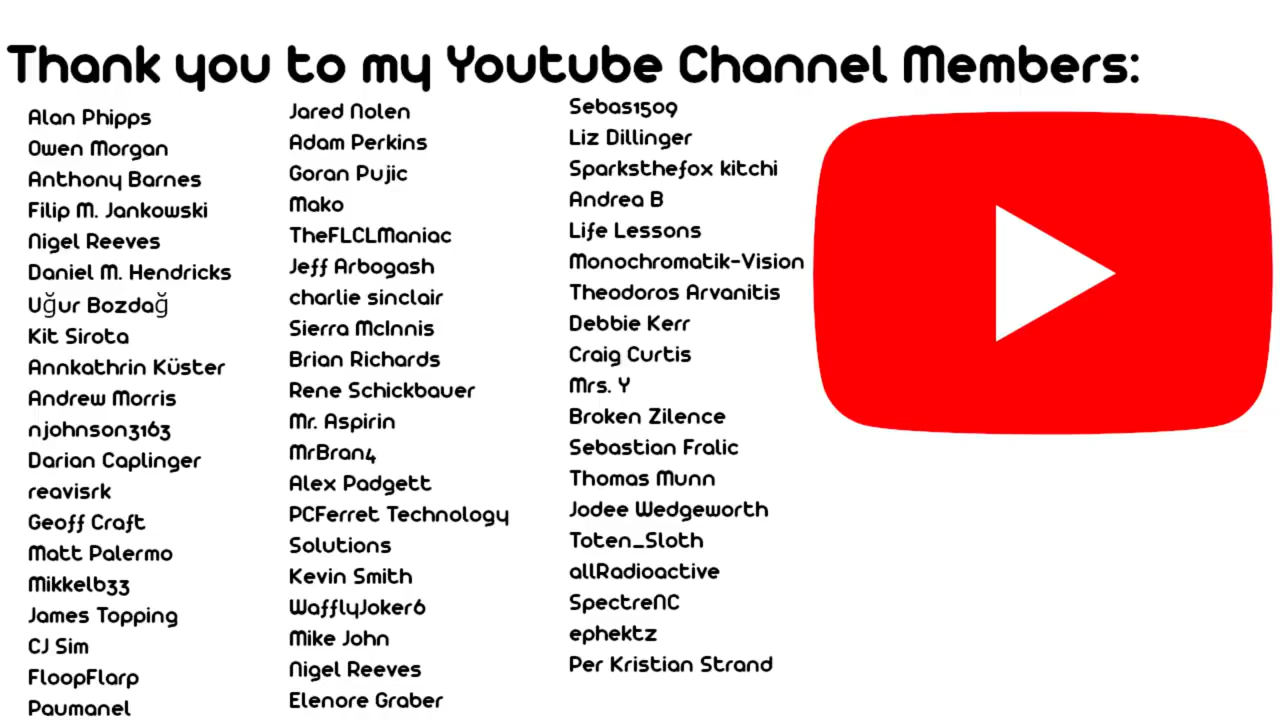 Thank you to my Youtube Channel Members:
Alan Phipps
Owen Morgan
Anthony Barnes
Filip M. Jankowski
Nigel Reeves
Daniel M. Hendricks
Uğur Bozdağ
Kit Sirota
Annkathrin Küster
Andrew Morris
njohnson3163
Darian Caplinger
reavisrk
Geoff Craft
Matt Palermo
Mikkelb33
James Topping
CJ Sim
FloopFlarp
Paumanel
Jared Nolen
Adam Perkins
Goran Pujic
Mako
TheFLCLManiac
Jeff Arbogash
charlie sinclair
Sierra McInnis
Brian Richards
Rene Schickbauer
Mr. Aspirin
MrBran4
Alex Padgett
PCFerret Technology
Solutions
Kevin Smith
WafflyJoker6
Mike John
Nigel Reeves
Elenore Graber
Sebas1509
Liz Dillinger
Sparksthefox kitchi
Andrea B
Life Lessons
Monochromatik-Vision
Theodoros Arvanitis
Debbie Kerr
Craig Curtis
Mrs. Y
Broken Zilence
Sebastian Fralic
Thomas Munn
Jodee Wedgeworth
Toten_Sloth
allRadioactive
SpectreNC
ephektz
Per Kristian Strand